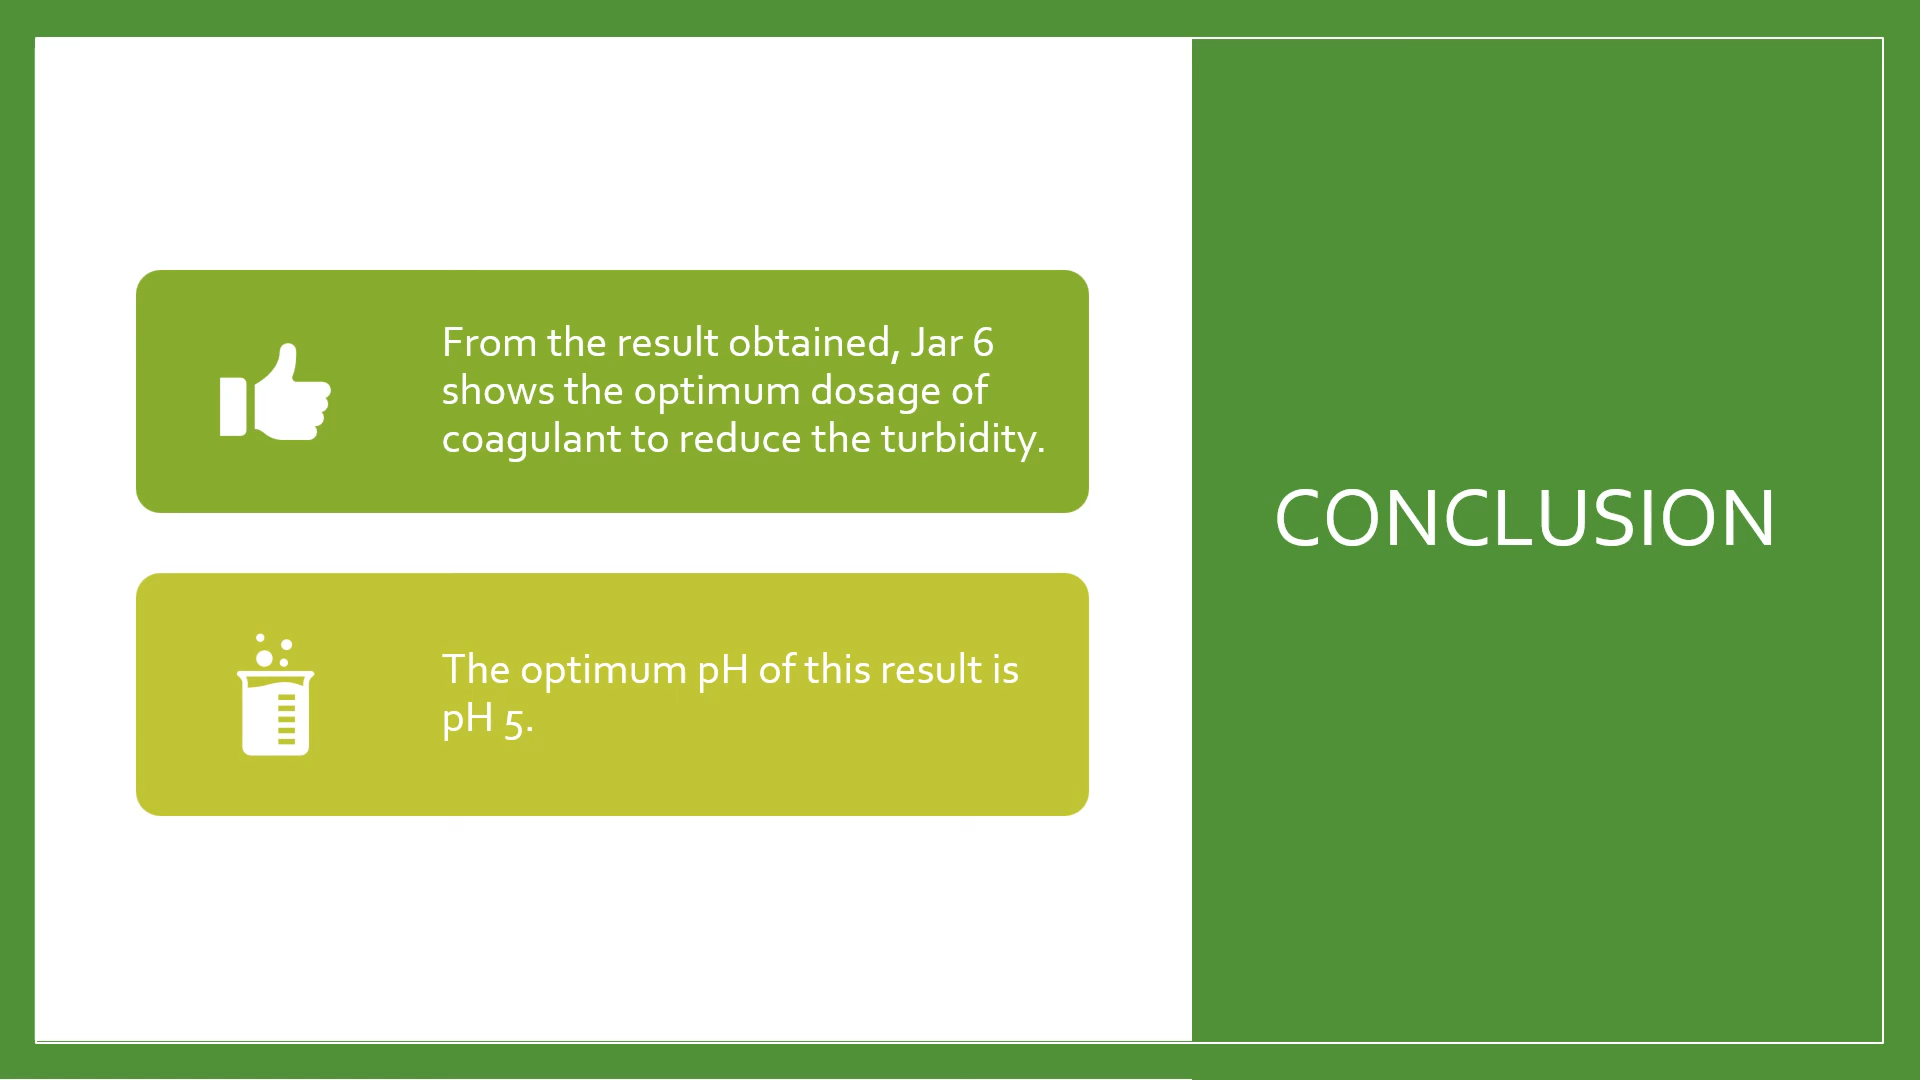 From the result obtained, Jar 6
shows the optimum dosage of
coagulant to reduce the turbidity.
The optimum pH of this result is
pH 5.
CONCLUSION